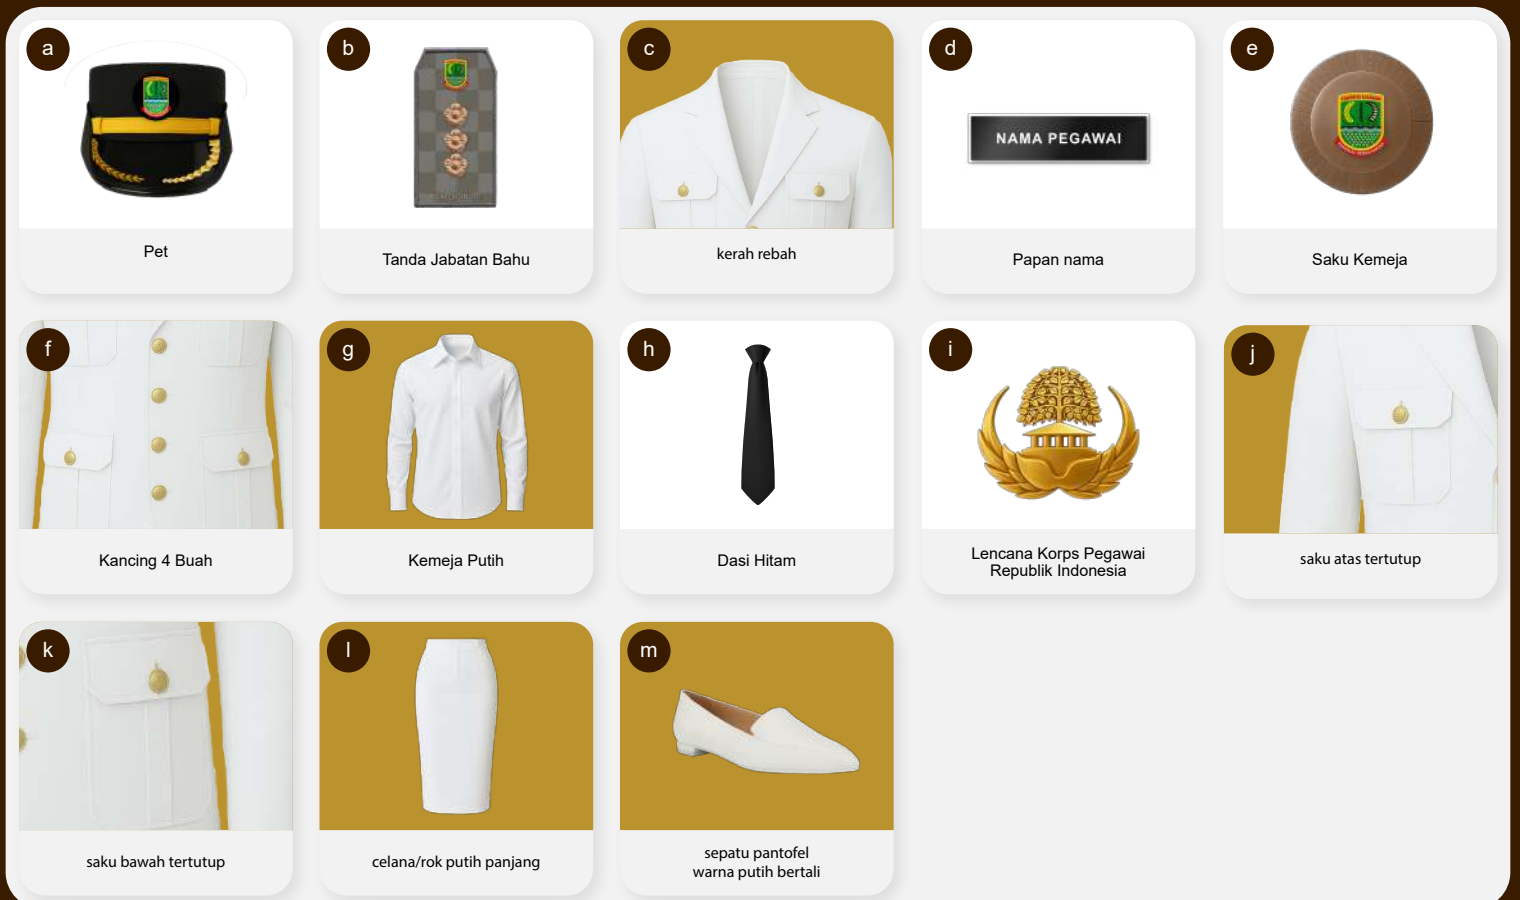 a
Pet
b
Tanda Jabatan Bahu
c
kerah rebah
d
NAMA PEGAWAI
Papan nama
e
Saku Kemeja
f
Kancing 4 Buah
g
Kemeja Putih
h
Dasi Hitam
i
Lencana Korps Pegawai
Republik Indonesia
j
saku atas tertutup
k
saku bawah tertutup
l
celana/rok putih panjang
m
sepatu pantofel
warna putih bertali